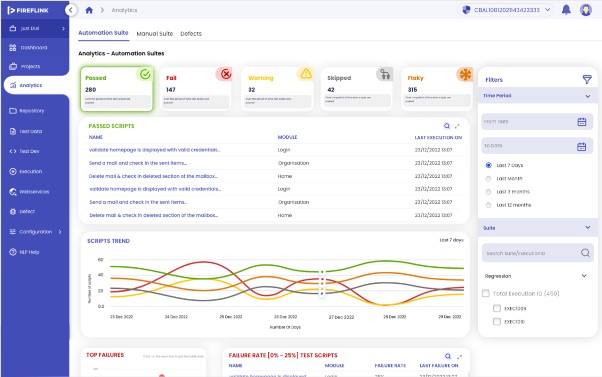 FIREFLINK
Analytics
CBAL1001202143423333
Just Dial
Dashboard
Projects
Analytics
Repository
Test Data
Test Dev
Execution
Webservices
Defect
Configuration
NLP Help
Automation Suite
Manual Suite
Defects
Analytics - Automation Suites
Passed
280
Fail
147
Warning
32
Skipped
42
Flaky
315
PASSED SCRIPTS
NAME
MODULE
LAST EXECUTION ON
validate homepage is displayed with valid credentials...
Login
23/12/2022 13:07
Send a mail and check in the sent items...
Organisation
23/12/2022 13:07
Delete mail & check in deleted section of the mailbox...
Home
23/12/2022 13:07
validate homepage is displayed with valid credentials...
Login
23/12/2022 13:07
Send a mail and check in the sent items...
Organisation
23/12/2022 13:07
Delete mail & check in deleted section of the mailbox...
Home
23/12/2022 13:07
SCRIPTS TREND
Last 7 days
Number of scripts
60
40
20
0.0
23 Dec 2022
24 Dec 2022
25 Dec 2022
26 Dec 2022
27 Dec 2022
28 Dec 2022
29 Dec 2022
Number Of Days
TOP FAILURES
FAILURE RATE [0% - 25%] TEST SCRIPTS
NAME
MODULE
FAILURE RATE
LAST FAILURE ON
Filters
Time Period
From Date
To Date
Last 7 Days
Last Month
Last 3 months
Last 12 months
Suite
Search Suite/ExecutionID
Regression
Total Execution ID [450]
EXEC1009
EXEC1010